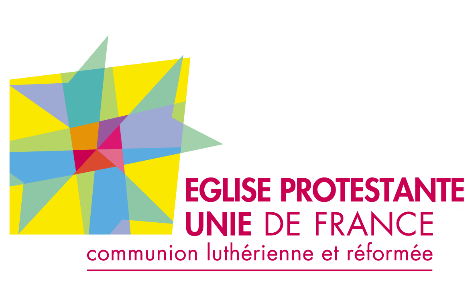 EGLISE PROTESTANTE
UNIE DE FRANCE
communion luthérienne et réformée